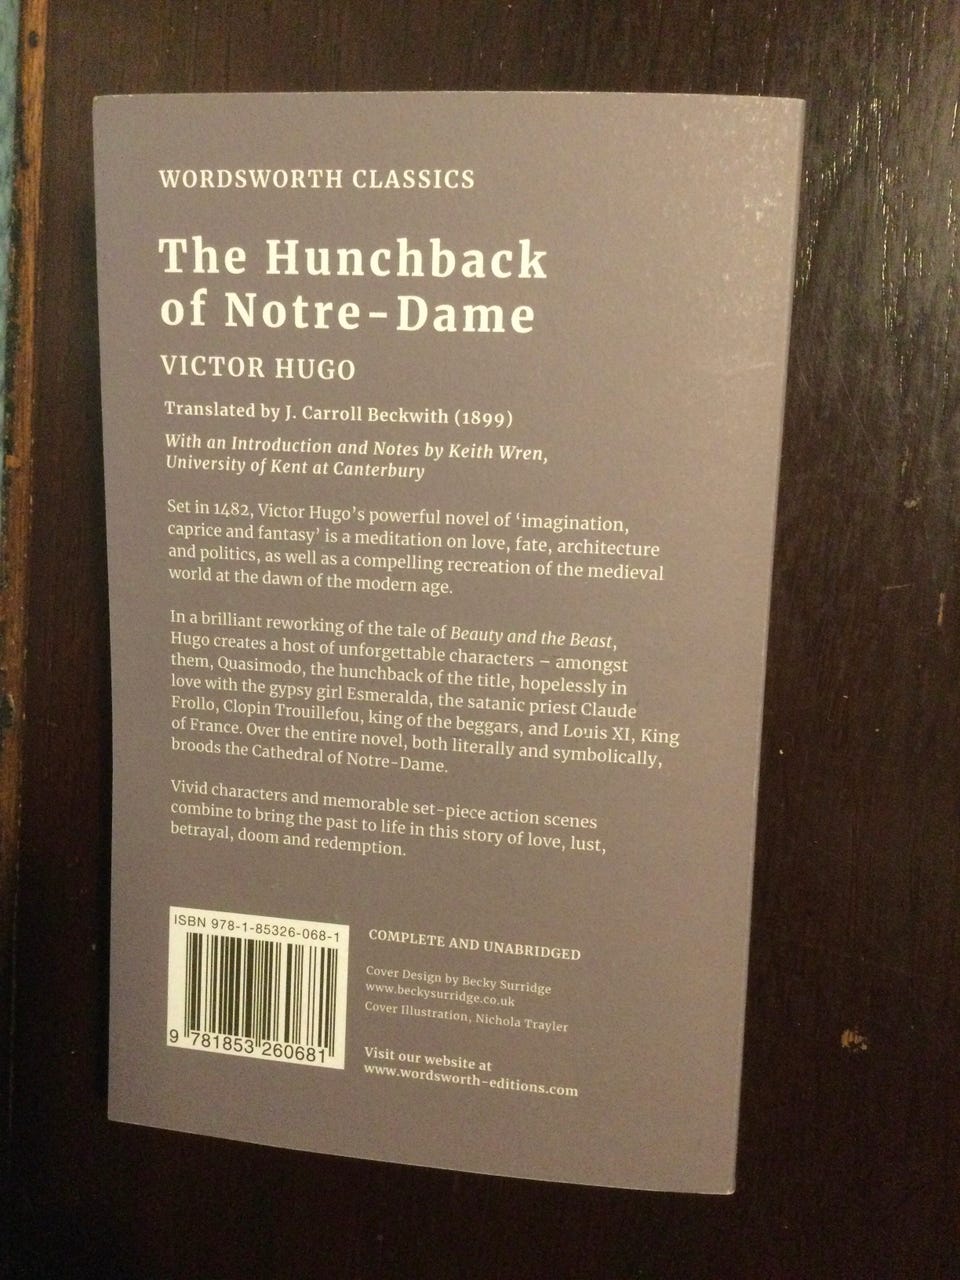 WORDSWORTH CLASSICS
The Hunchback
of Notre-Dame
VICTOR HUGO
Translated by J. Carroll Beckwith (1899)
With an Introduction and Notes by Keith Wren,
University of Kent at Canterbury
Set in 1482, Victor Hugo's powerful novel of ‘imagination,
caprice and fantasy’ is a meditation on love, fate, architecture
and politics, as well as a compelling recreation of the medieval
world at the dawn of the modern age.
In a brilliant reworking of the tale of Beauty and the Beast,
Hugo creates a host of unforgettable characters – amongst
them, Quasimodo, the hunchback of the title, hopelessly in
love with the gypsy girl Esmeralda, the satanic priest Claude
Frollo, Clopin Trouillefou, king of the beggars, and Louis XI, King
of France. Over the entire novel, both literally and symbolically,
broods the Cathedral of Notre-Dame.
Vivid characters and memorable set-piece action scenes
combine to bring the past to life in this story of love, lust,
betrayal, doom and redemption.
ISBN 978-1-85326-068-1
9 781853 260681
COMPLETE AND UNABRIDGED
Cover Design by Becky Surridge
www.beckysurridge.co.uk
Cover Illustration, Nichola Trayler
Visit our website at
www.wordsworth-editions.com